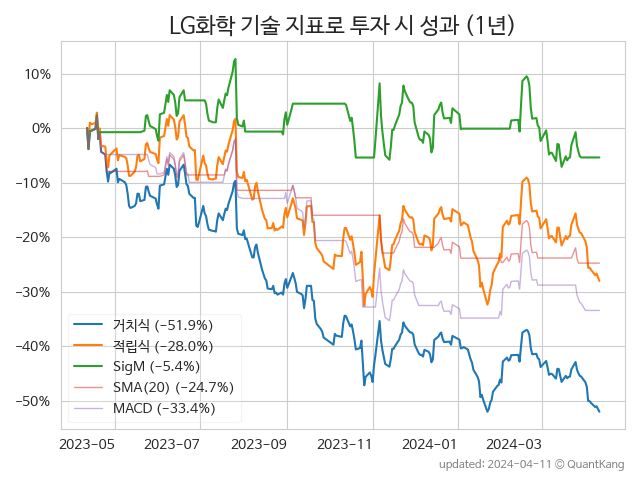 LG화학 기술 지표로 투자 시 성과 (1년)
10%
0%
−10%
−20%
−30%
−40%
−50%
거치식 (−51.9%)
적립식 (−28.0%)
SigM (−5.4%)
SMA(20) (−24.7%)
MACD (−33.4%)
2023−05 2023−07 2023−09 2023−11 2024−01 2024−03
updated: 2024−04−11 © QuantKang